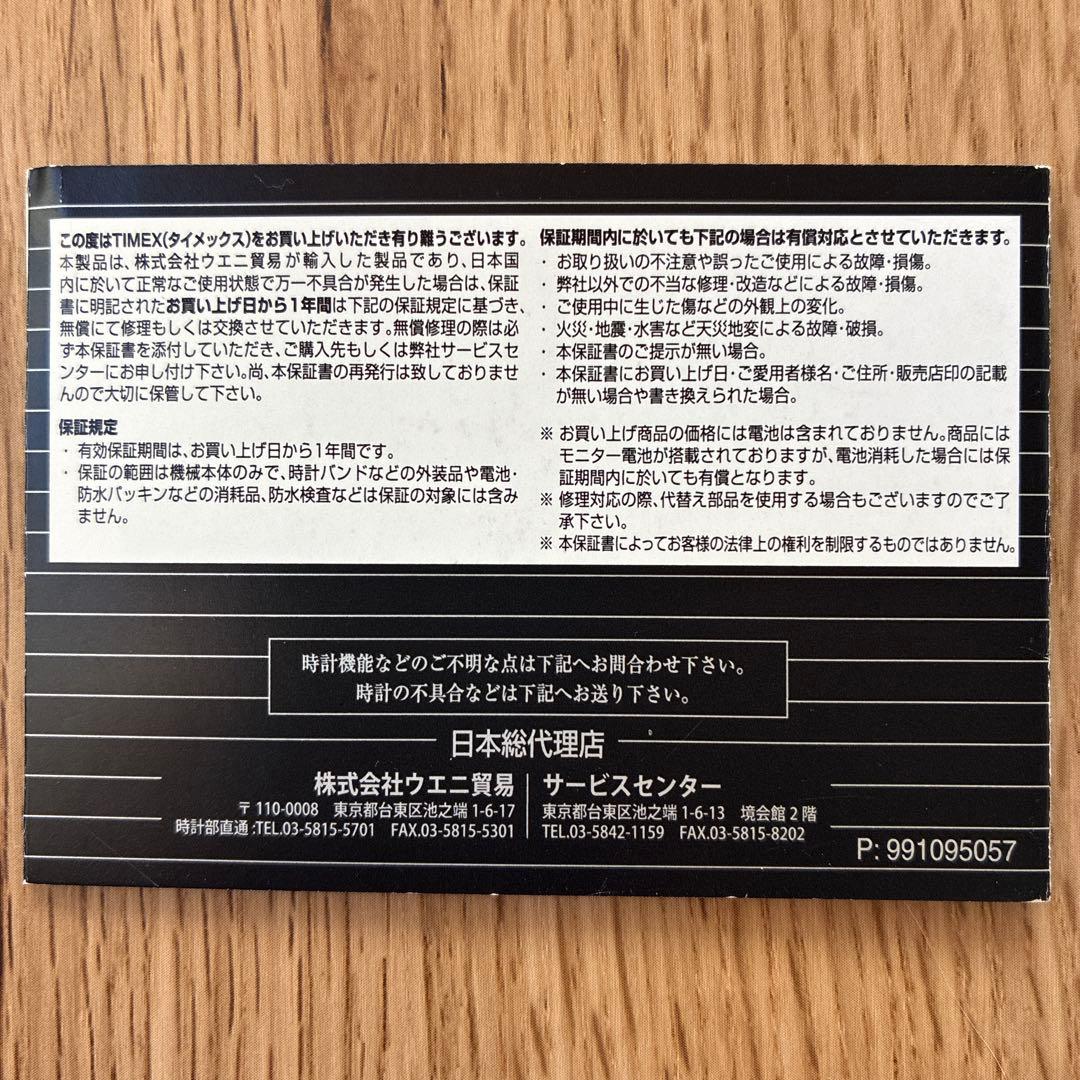 この度はTIMEX(タイメックス)をお買い上げいただき有り難うございます。
本製品は、株式会社ウエニ貿易が輸入した製品であり、日本国
内に於いて正常なご使用状態で万一不具合が発生した場合は、保証
書に明記されたお買い上げ日から1年間は下記の保証規定に基づき、
無償にて修理もしくは交換させていただきます。無償修理の際は必
ず本保証書を添付していただき、ご購入先もしくは弊社サービスセ
ンターにお申し付け下さい。尚、本保証書の再発行は致しておりませ
んので大切に保管して下さい。
保証規定
・有効保証期間は、お買い上げ日から1年間です。
・保証の範囲は機械本体のみで、時計バンドなどの外装品や電池・
防水パッキンなどの消耗品、防水検査などは保証の対象には含み
ません。
保証期間内に於いても下記の場合は有償対応とさせていただきます。
・お取り扱いの不注意や誤ったご使用による故障・損傷。
・弊社以外での不当な修理・改造などによる故障・損傷。
・ご使用中に生じた傷などの外観上の変化。
・火災・地震・水害など天災地変による故障・破損。
・本保証書のご提示が無い場合。
・本保証書にお買い上げ日・ご愛用者様名・ご住所・販売店印の記載
が無い場合や書き換えられた場合。
※ お買い上げ商品の価格には電池は含まれておりません。商品には
モニター電池が搭載されておりますが、電池消耗した場合には保
証期間内に於いても有償となります。
※ 修理対応の際、代替え部品を使用する場合もございますのでご了
承下さい。
※ 本保証書によってお客様の法律上の権利を制限するものではありません。
時計機能などのご不明な点は下記へお問合わせ下さい。
時計の不具合などは下記へお送り下さい。
日本総代理店
株式会社ウエニ貿易
〒110-0008 東京都台東区池之端1-6-17
時計部直通:TEL.03-5815-5701 FAX.03-5815-5301
サービスセンター
東京都台東区池之端1-6-13 境会館2階
TEL.03-5842-1159 FAX.03-5815-8202
P: 991095057